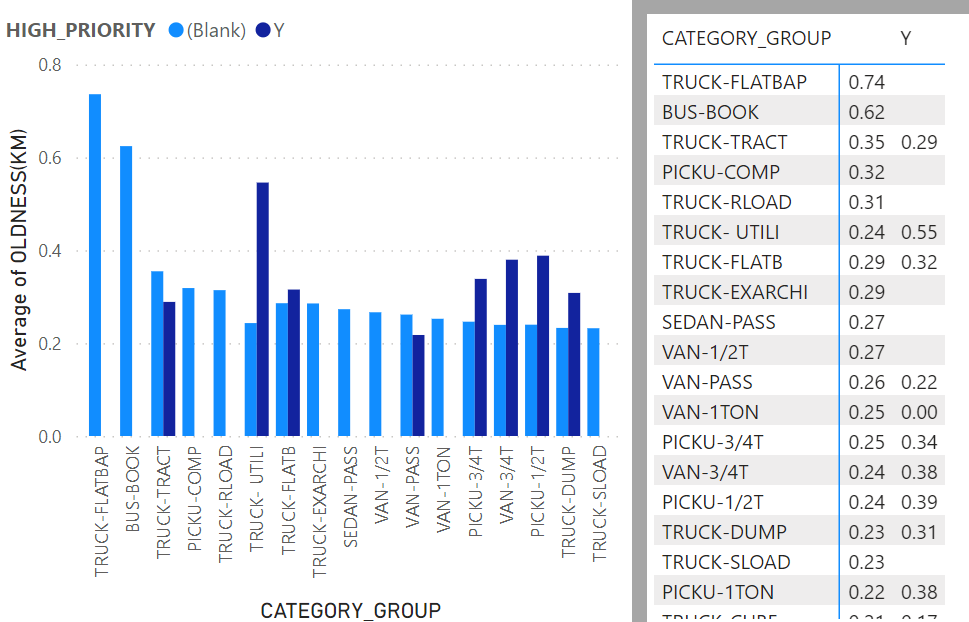 HIGH_PRIORITY (Blank) Y
0.8
0.6
0.4
0.2
0.0
Average of OLDNESS(KM)
TRUCK-FLATBAP
BUS-BOOK
TRUCK-TRACT
PICKU-COMP
TRUCK-RLOAD
TRUCK- UTILI
TRUCK-FLATB
TRUCK-EXARCHI
SEDAN-PASS
VAN-1/2T
VAN-PASS
VAN-1TON
PICKU-3/4T
VAN-3/4T
PICKU-1/2T
TRUCK-DUMP
TRUCK-SLOAD
CATEGORY_GROUP
CATEGORY_GROUP Y
TRUCK-FLATBAP 0.74
BUS-BOOK 0.62
TRUCK-TRACT 0.35 0.29
PICKU-COMP 0.32
TRUCK-RLOAD 0.31
TRUCK- UTILI 0.24 0.55
TRUCK-FLATB 0.29 0.32
TRUCK-EXARCHI 0.29
SEDAN-PASS 0.27
VAN-1/2T 0.27
VAN-PASS 0.26 0.22
VAN-1TON 0.25 0.00
PICKU-3/4T 0.25 0.34
VAN-3/4T 0.24 0.38
PICKU-1/2T 0.24 0.39
TRUCK-DUMP 0.23 0.31
TRUCK-SLOAD 0.23
PICKU-1TON 0.22 0.38